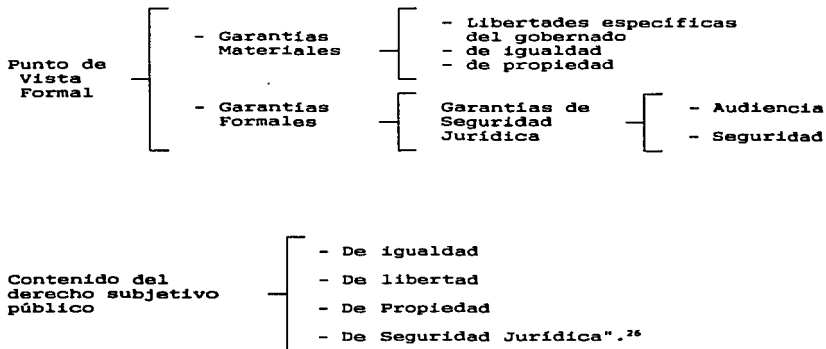 - Libertades específicas
- Garantías del gobernado
Materiales - de igualdad
Punto de - de propiedad
Vista
Formal
- Garantías Garantías de - Audiencia
Formales Seguridad
Jurídica - Seguridad
- De igualdad
Contenido del - De libertad
derecho subjetivo
público - De Propiedad
- De Seguridad Jurídica".²⁶